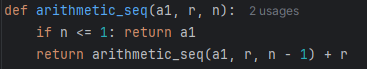 def arithmetic_seq(a1, r, n): 2 usages
    if n <= 1: return a1
    return arithmetic_seq(a1, r, n - 1) + r